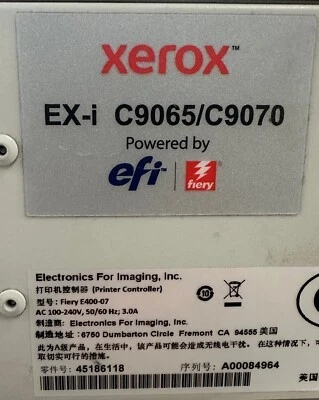 xerox™
EX-i C9065/C9070
Powered by
efi fiery
Electronics For Imaging, Inc.
打印机控制器 (Printer Controller)
型号: Fiery E400-07
AC 100-240V, 50/60 Hz; 3.0A
制造商: Electronics For Imaging, Inc.
制造地址: 6750 Dumbarton Circle Fremont CA 94555 美国
此为A级产品, 在生活中, 该产品可能会造成无线电干扰. 在这种情况下, 可
取切实可行的措施.
零件号: 45186118 序列号: A00084964
美国
10